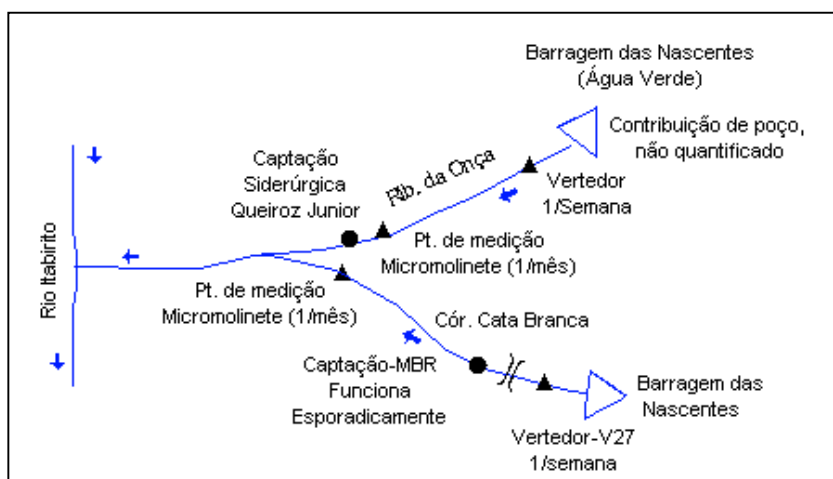 Barragem das Nascentes
(Água Verde)
Contribuição de poço,
não quantificado
Captação
Siderúrgica
Queiroz Junior
Rib. da Onça
Vertedor
1/Semana
Pt. de medição
Micromolinete (1/mês)
Rio Itabirito
Pt. de medição
Micromolinete (1/mês)
Cór. Cata Branca
Captação-MBR
Funciona
Esporadicamente
Barragem das
Nascentes
Vertedor-V27
1/semana